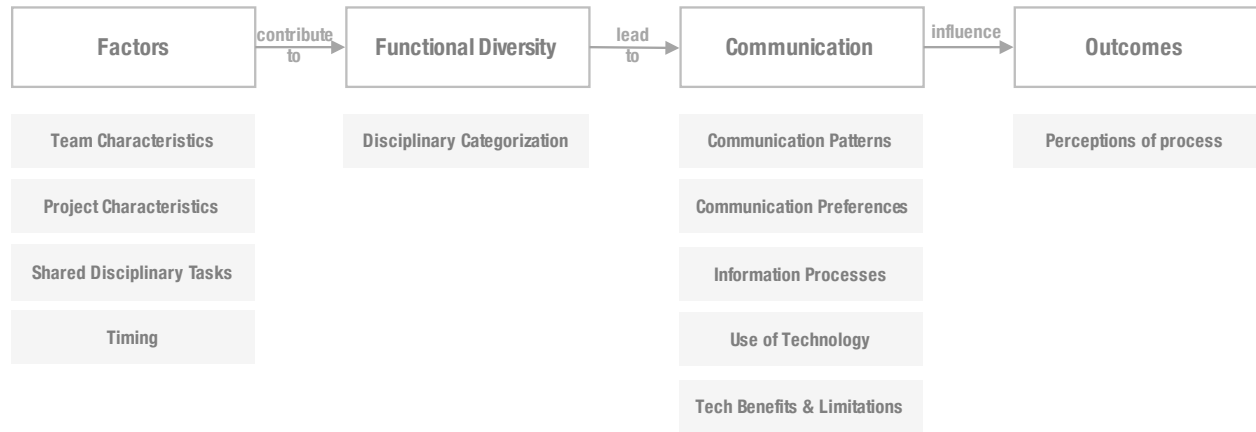 Factors
contribute
to
Functional Diversity
lead
to
Communication
influence
Outcomes
Team Characteristics
Disciplinary Categorization
Communication Patterns
Perceptions of process
Project Characteristics
Communication Preferences
Shared Disciplinary Tasks
Information Processes
Timing
Use of Technology
Tech Benefits & Limitations